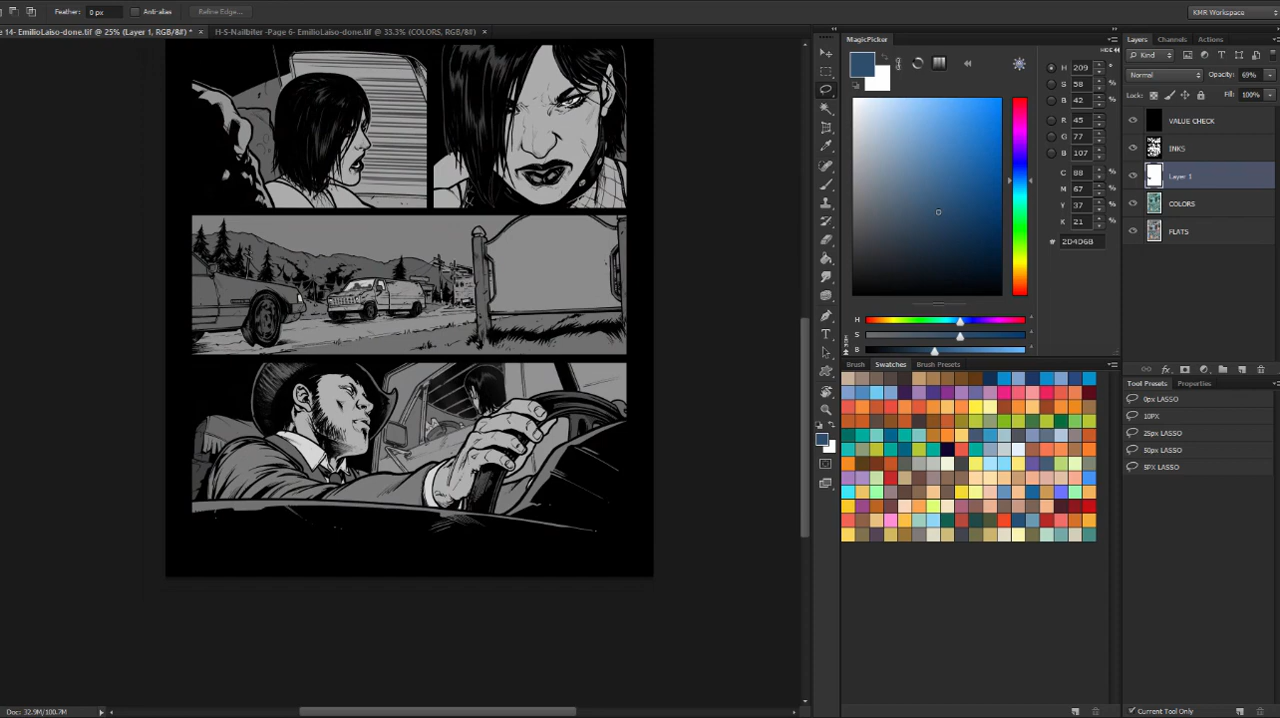 Feather: 0 px Anti-alias Refine Edge... KMR Workspace
Page 14- EmilioLaiso-done.tif @ 25% (Layer 1, RGB/8#) * × H-S-Nailbiter -Page 6- EmilioLaiso-done.tif @ 33.3% (COLORS, RGB/8#) ×
MagicPicker
HIDE
H 209 °
S 58 %
B 42 %
R 45
G 77
B 107
C 88 %
M 67 %
Y 37 %
K 21 %
# 2D4D6B
H
S
B
Brush Swatches Brush Presets
Layers Channels Actions
Kind
Normal Opacity: 69%
Lock: Fill: 100%
VALUE CHECK
INKS
Layer 1
COLORS
FLATS
fx
Tool Presets Properties
0px LASSO
10PX
25px LASSO
50px LASSO
5PX LASSO
Current Tool Only
Doc: 32.9M/100.7M